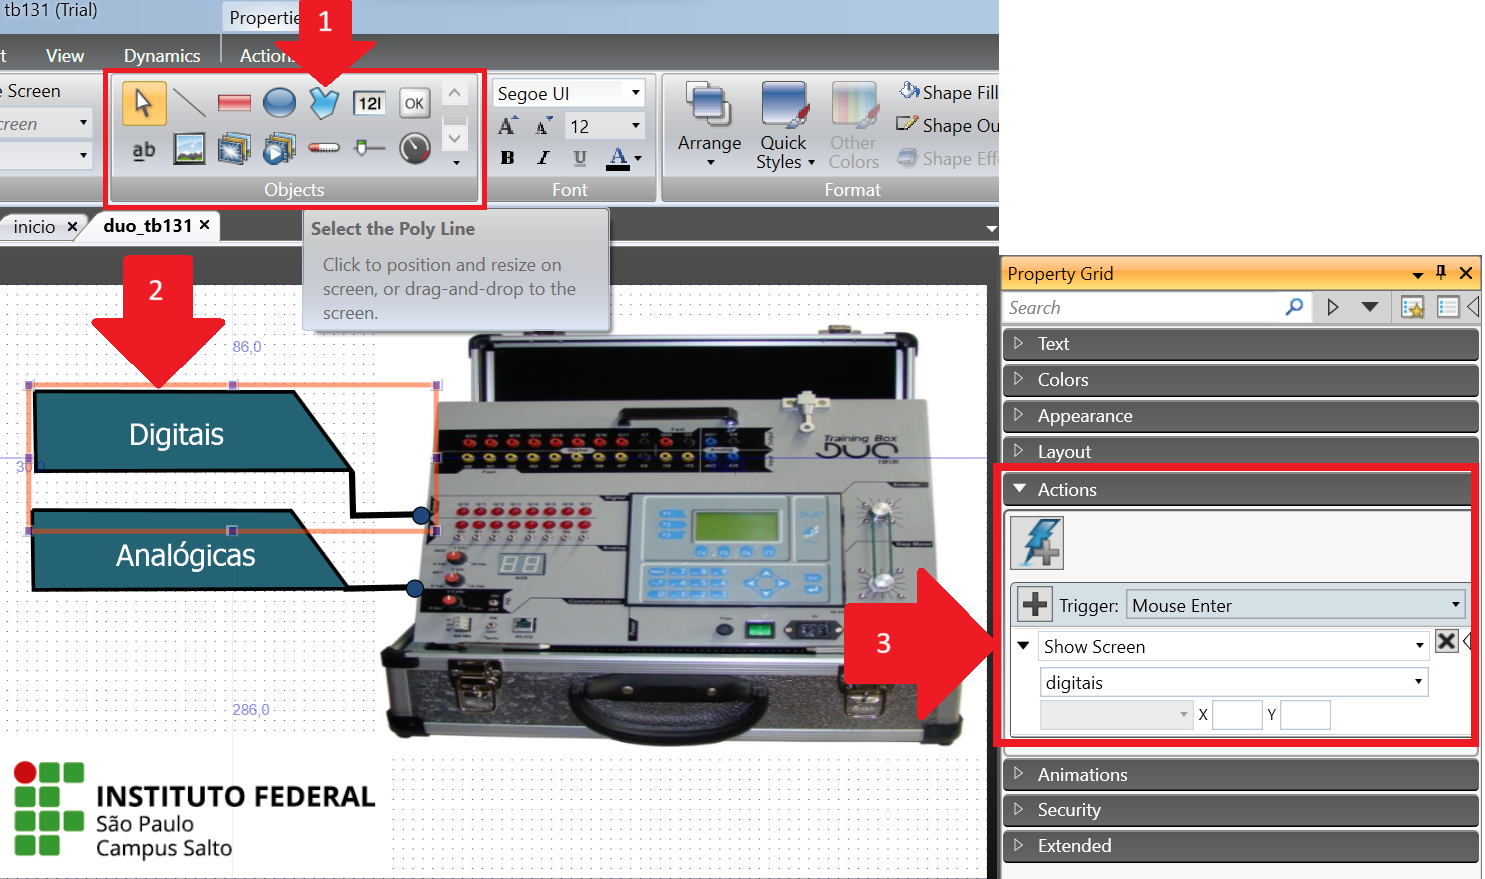 tb131 (Trial)
Propertie
1
t
View
Dynamics
Action
e Screen
creen
12I
OK
ab
Objects
Segoe UI
A
A
12
B
I
U
A
Font
Arrange
Quick
Styles
Other
Colors
Shape Fill
Shape Ou
Shape Eff
Format
inicio
duo_tb131
Select the Poly Line
Click to position and resize on
screen, or drag-and-drop to the
screen.
2
86,0
Digitais
30,0
Analógicas
286,0
Training Box
DUO
3
INSTITUTO FEDERAL
São Paulo
Campus Salto
Property Grid
Search
Text
Colors
Appearance
Layout
Actions
Trigger:
Mouse Enter
Show Screen
digitais
X
Y
Animations
Security
Extended